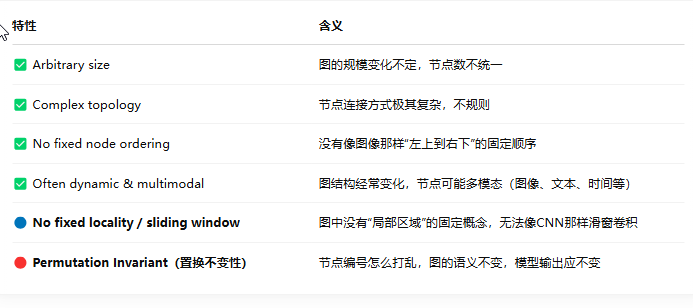 特性 含义
Arbitrary size 图的规模变化不定，节点数不统一
Complex topology 节点连接方式极其复杂，不规则
No fixed node ordering 没有像图像那样“左上到右下”的固定顺序
Often dynamic & multimodal 图结构经常变化，节点可能多模态（图像、文本、时间等）
No fixed locality / sliding window 图中没有“局部区域”的固定概念，无法像CNN那样滑窗卷积
Permutation Invariant（置换不变性） 节点编号怎么打乱，图的语义不变，模型输出应不变